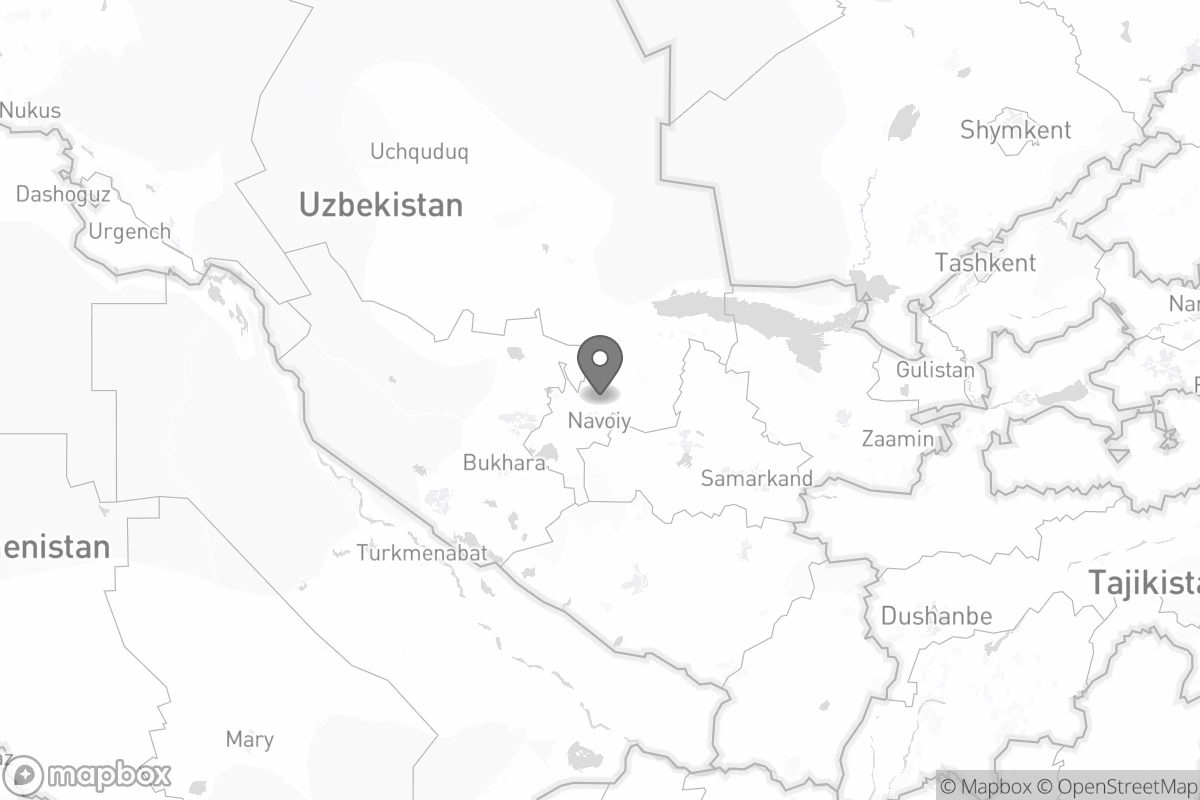 Nukus
Shymkent
Uchquduq
Dashoguz
Uzbekistan
Urgench
Tashkent
Nar
Gulistan
Navoiy
Zaamin
Bukhara
Samarkand
enistan
Turkmenabat
Tajikista
Dushanbe
Mary
az
mapbox
© Mapbox © OpenStreetMap